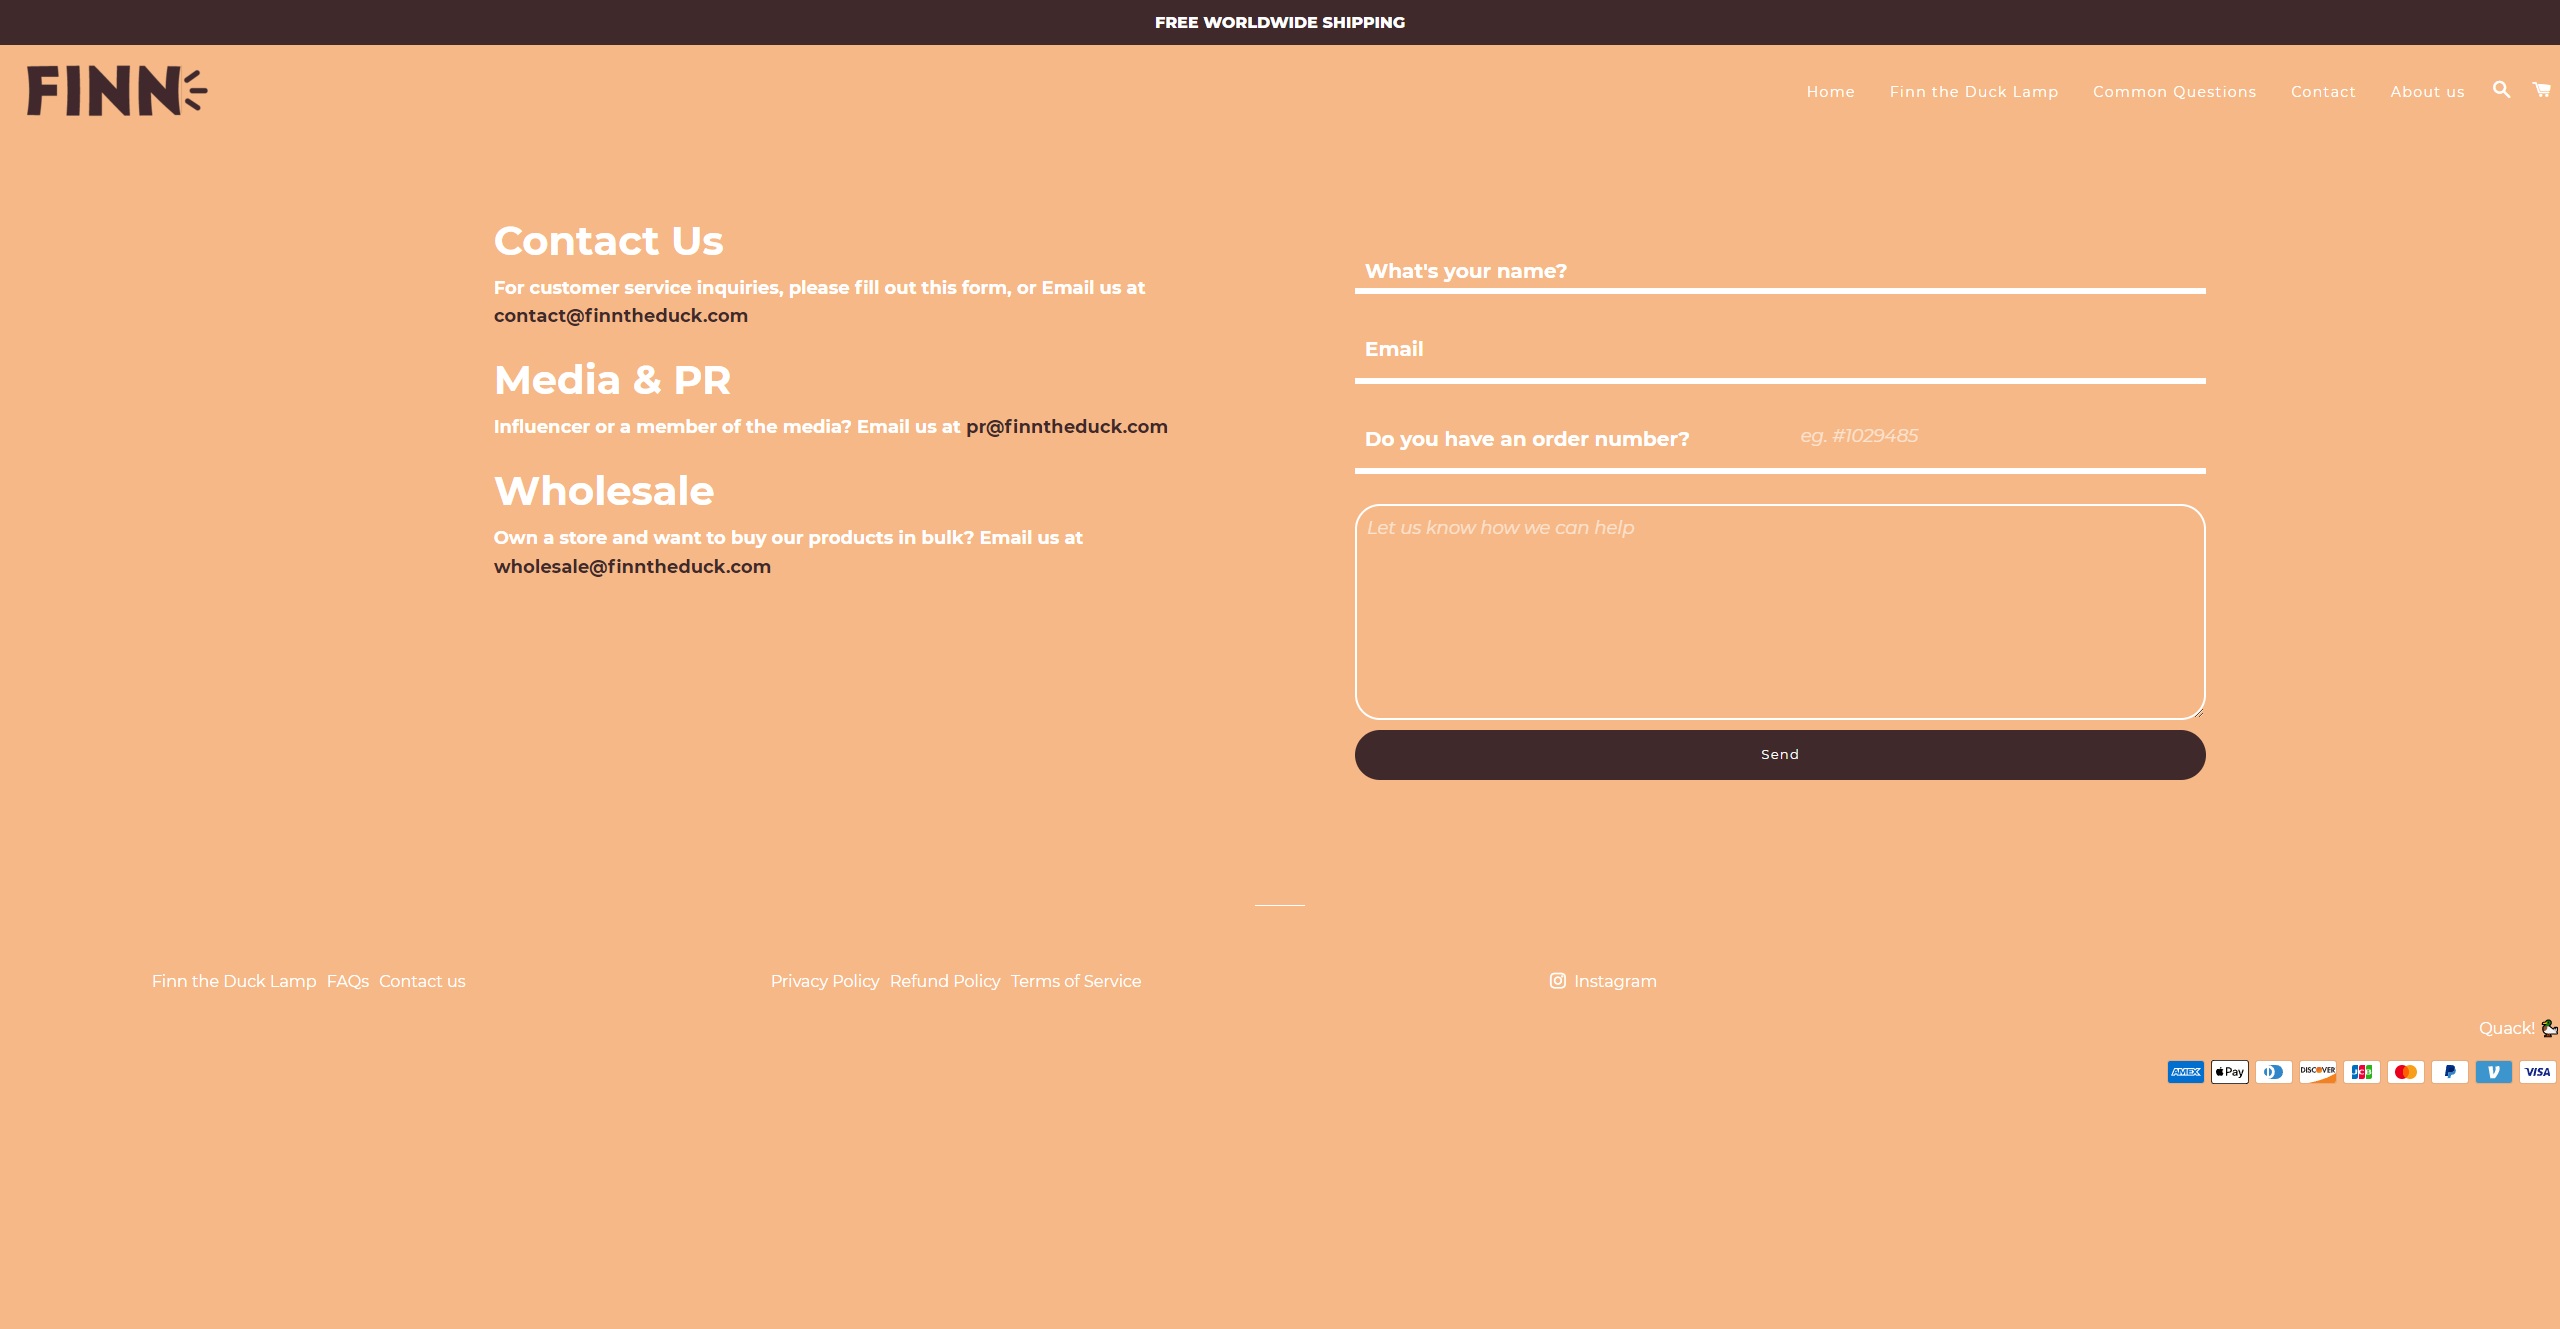 FREE WORLDWIDE SHIPPING
FINN
Home Finn the Duck Lamp Common Questions Contact About us
Contact Us
For customer service inquiries, please fill out this form, or Email us at
contact@finntheduck.com
Media & PR
Influencer or a member of the media? Email us at pr@finntheduck.com
Wholesale
Own a store and want to buy our products in bulk? Email us at
wholesale@finntheduck.com
What's your name?
Email
Do you have an order number? eg. #1029485
Let us know how we can help
Send
Finn the Duck Lamp FAQs Contact us
Privacy Policy Refund Policy Terms of Service
Instagram
Quack!
AMEX Pay DISCOVER JCB VISA